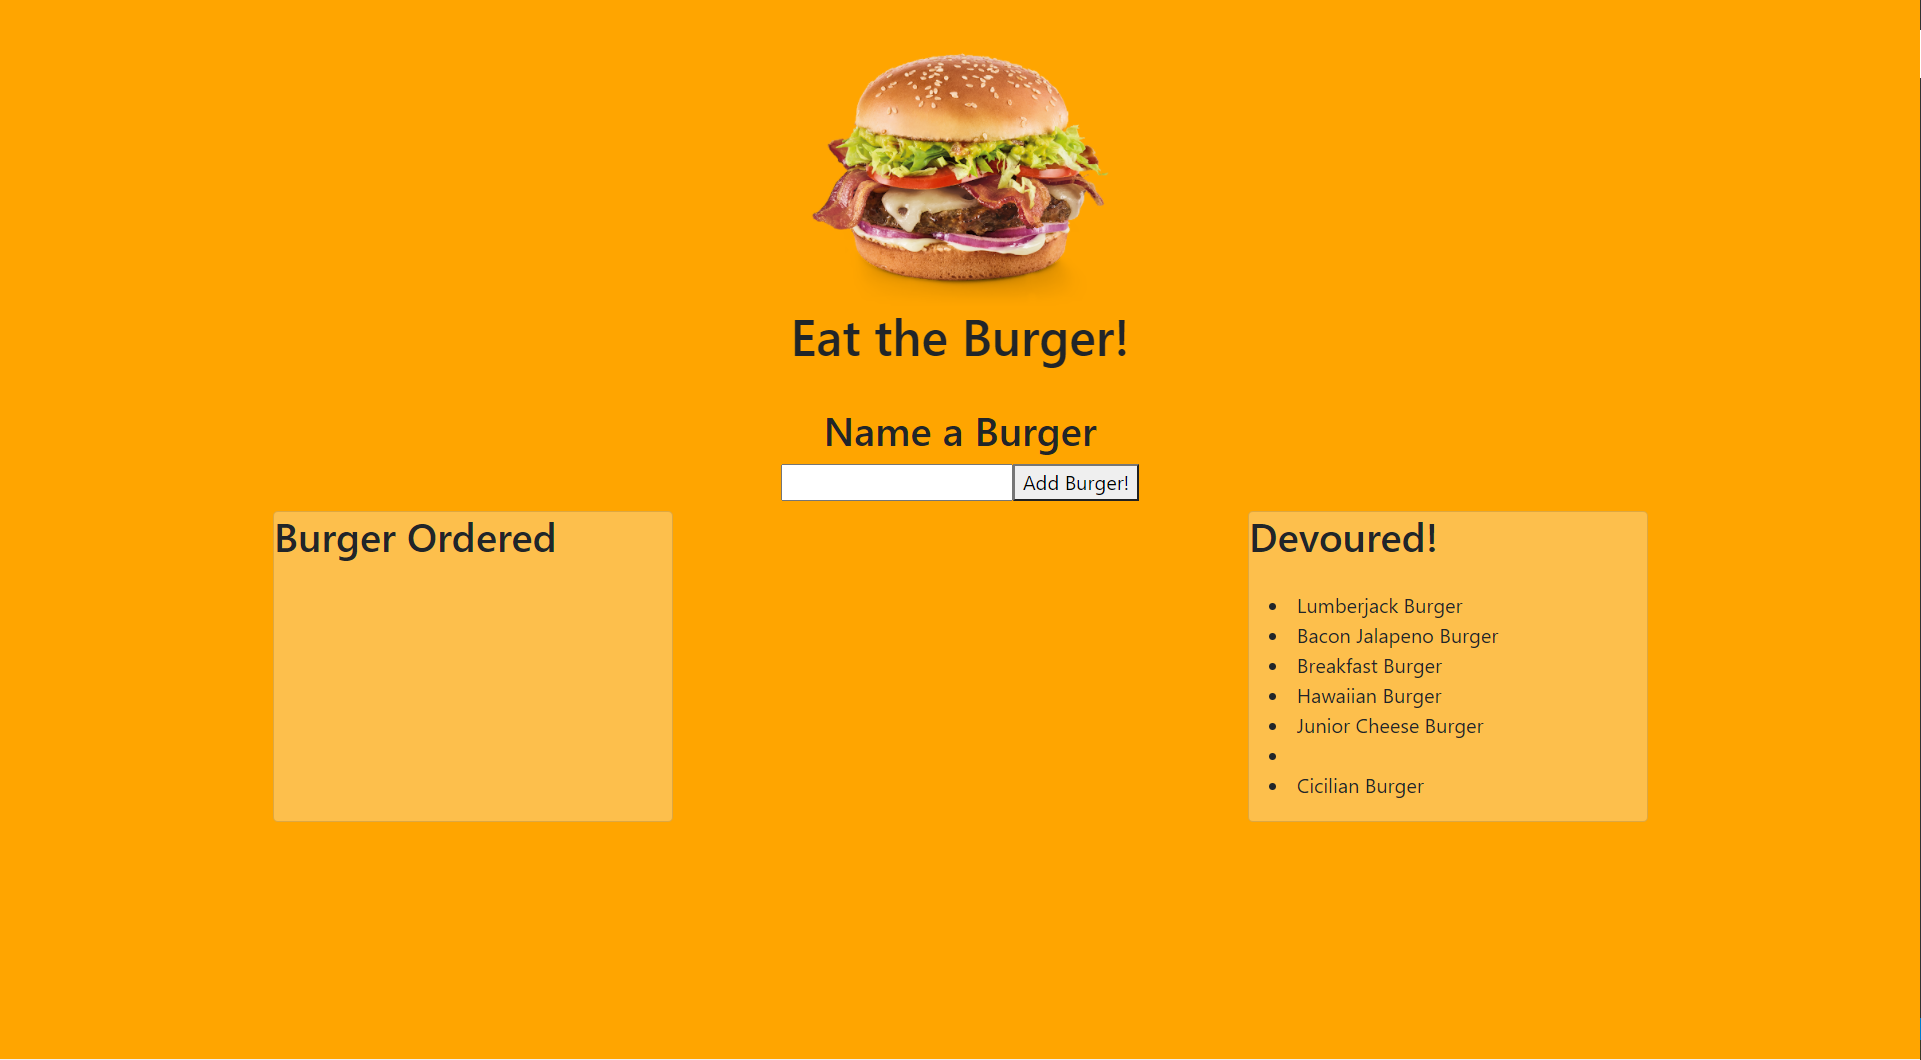 Eat the Burger!
Name a Burger
Add Burger!
Burger Ordered
Devoured!
Lumberjack Burger
Bacon Jalapeno Burger
Breakfast Burger
Hawaiian Burger
Junior Cheese Burger
Cicilian Burger